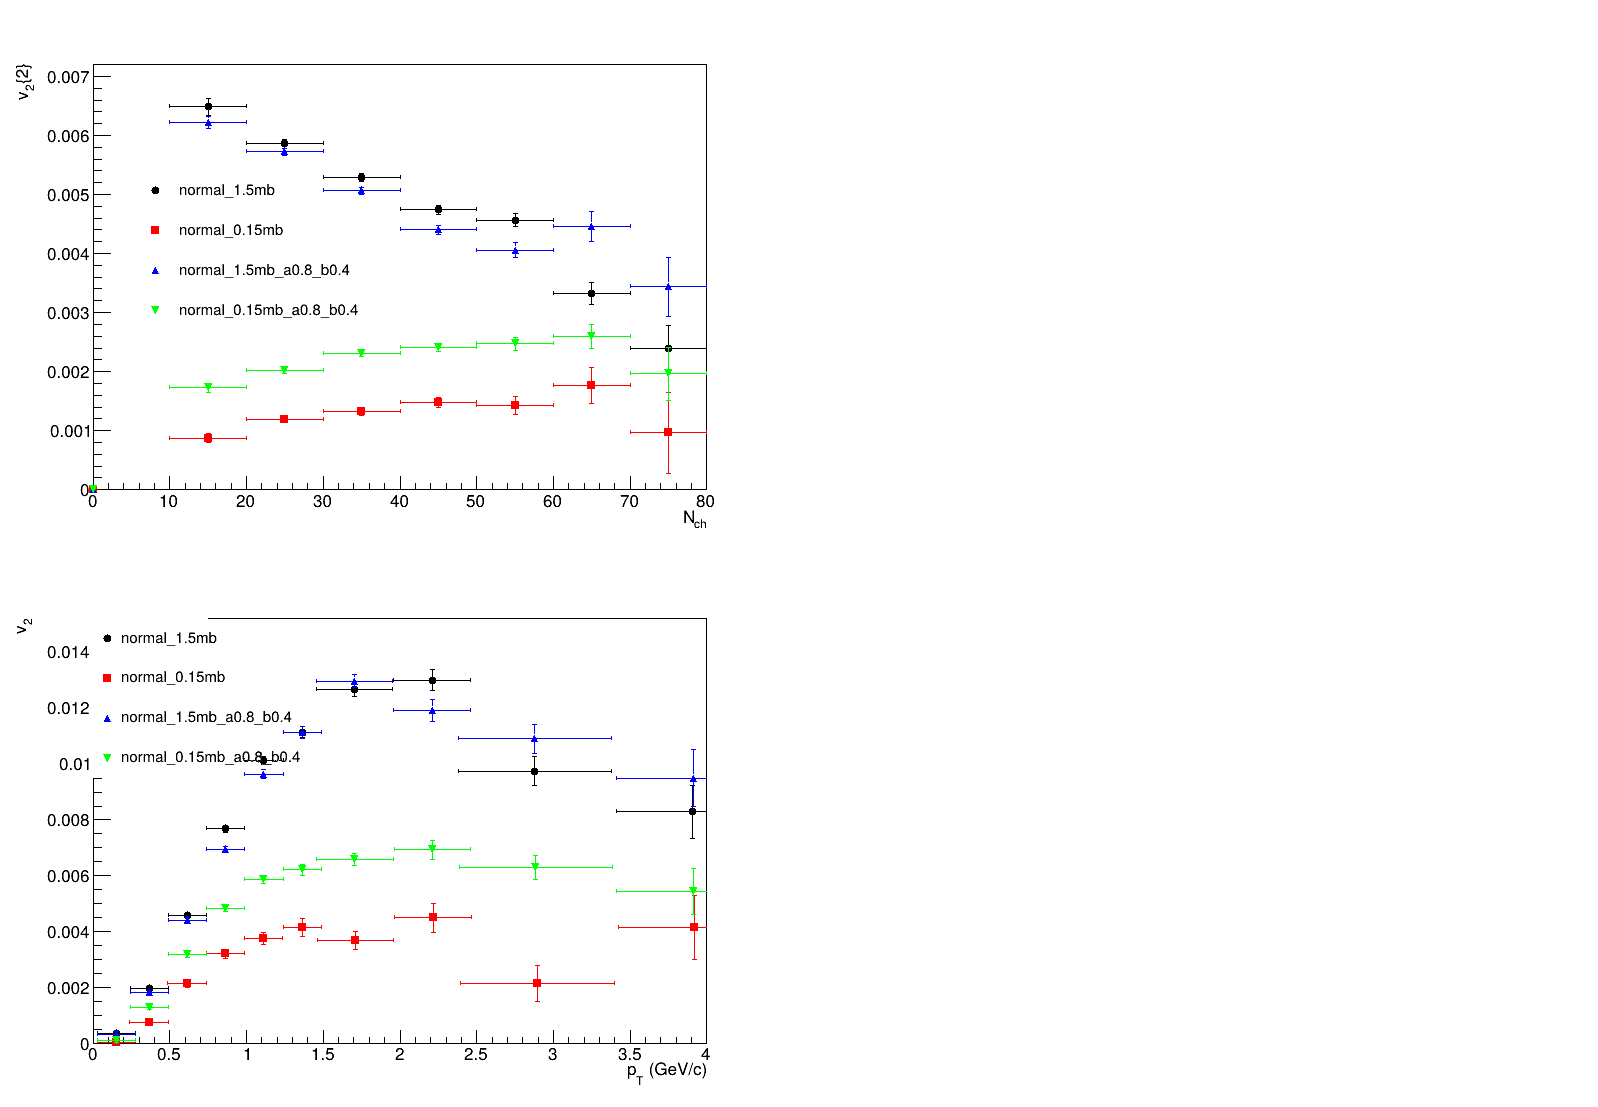 v2{2}
0.007
0.006
0.005
0.004
0.003
0.002
0.001
0
normal_1.5mb
normal_0.15mb
normal_1.5mb_a0.8_b0.4
normal_0.15mb_a0.8_b0.4
0 10 20 30 40 50 60 70 80
Nch
v2
0.014
0.012
0.01
0.008
0.006
0.004
0.002
0
normal_1.5mb
normal_0.15mb
normal_1.5mb_a0.8_b0.4
normal_0.15mb_a0.8_b0.4
0 0.5 1 1.5 2 2.5 3 3.5 4
pT (GeV/c)